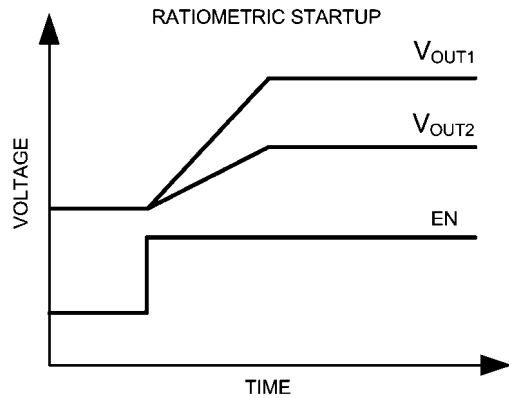 RATIOMETRIC STARTUP
VOUT1
VOUT2
EN
VOLTAGE
TIME